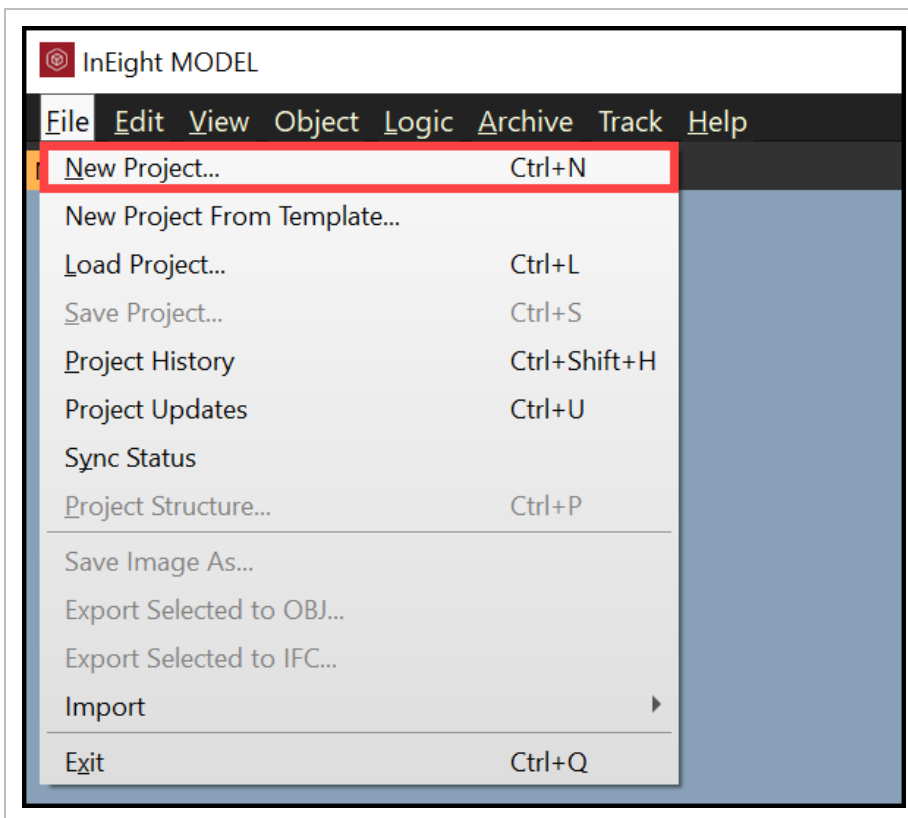 InEight MODEL
File Edit View Object Logic Archive Track Help
New Project... Ctrl+N
New Project From Template...
Load Project... Ctrl+L
Save Project... Ctrl+S
Project History Ctrl+Shift+H
Project Updates Ctrl+U
Sync Status
Project Structure... Ctrl+P
Save Image As...
Export Selected to OBJ...
Export Selected to IFC...
Import
Exit Ctrl+Q